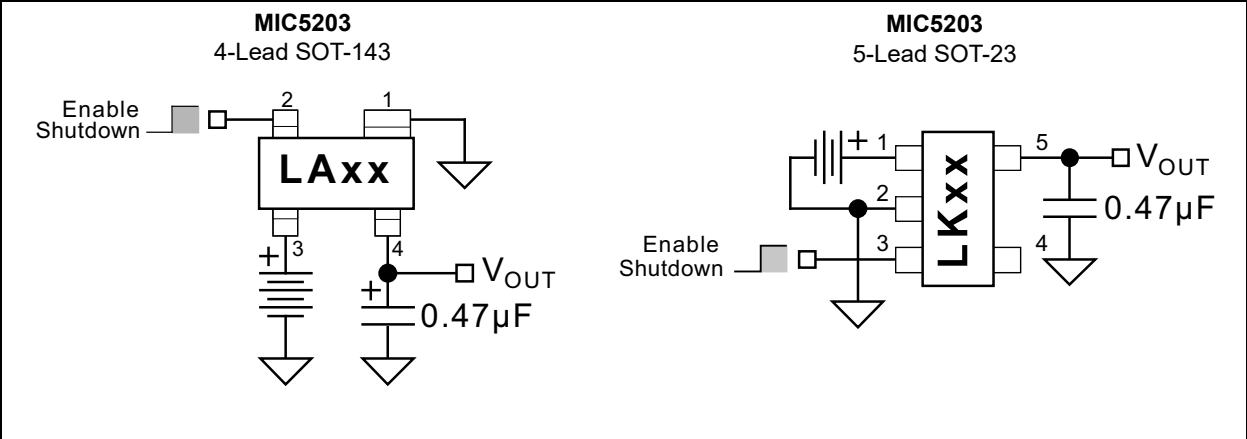 MIC5203
4-Lead SOT-143
Enable
Shutdown
2
1
LAxx
3
4
+
+
VOUT
0.47µF
MIC5203
5-Lead SOT-23
+
1
2
3
LKxx
5
4
VOUT
0.47µF
Enable
Shutdown